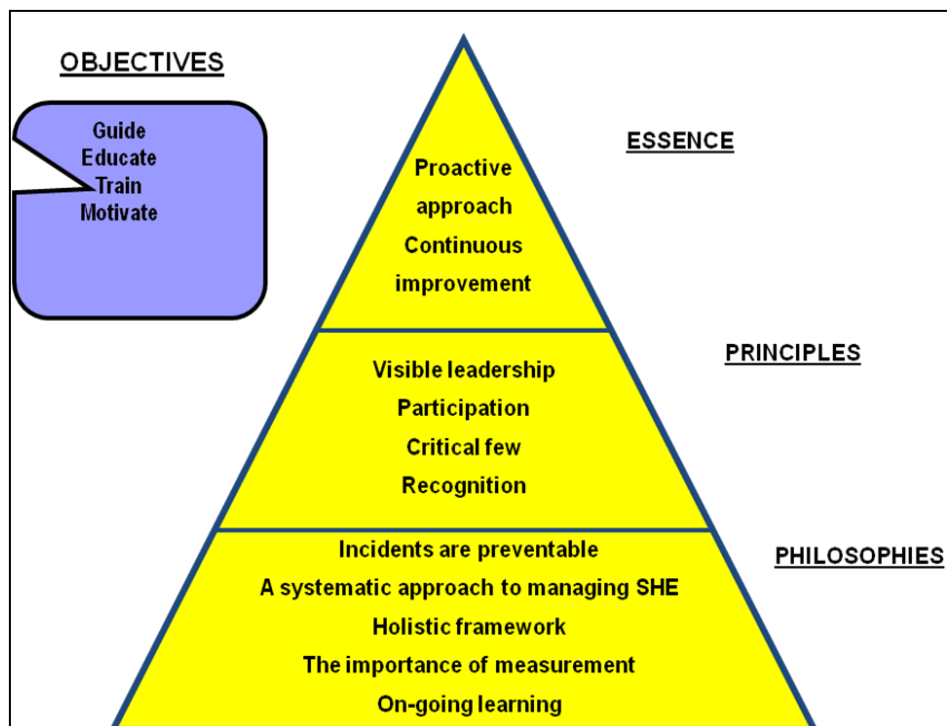 OBJECTIVES
Guide
Educate
Train
Motivate
ESSENCE
Proactive
approach
Continuous
improvement
PRINCIPLES
Visible leadership
Participation
Critical few
Recognition
PHILOSOPHIES
Incidents are preventable
A systematic approach to managing SHE
Holistic framework
The importance of measurement
On-going learning